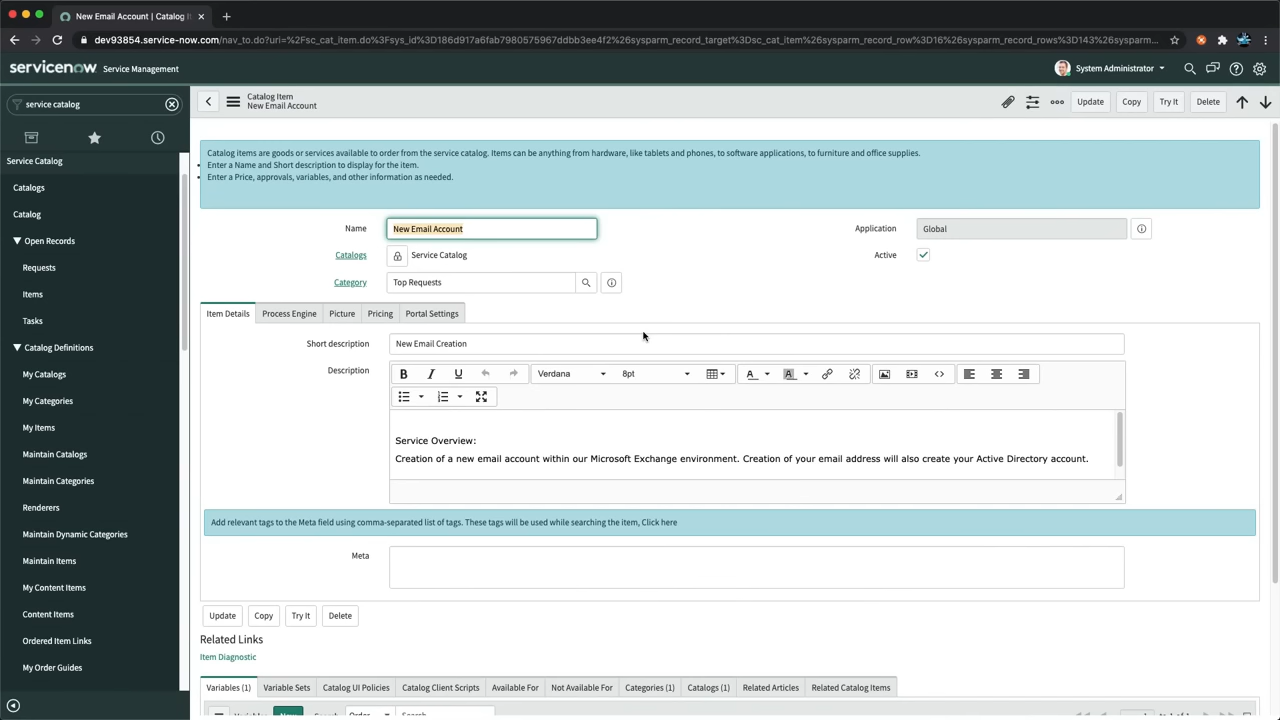 New Email Account | Catalog It
dev93854.service-now.com/nav_to.do?uri=%2Fsc_cat_item.do%3Fsys_id%3D186d917a6fab7980575967ddbb3ee4f2%26sysparm_record_target%3Dsc_cat_item%26sysparm_record_row%3D16%26sysparm_record_rows%3D143%26sysparm...
servicenow Service Management
System Administrator
service catalog
Catalog Item
New Email Account
Update Copy Try It Delete
Service Catalog
Catalogs
Catalog
Open Records
Requests
Items
Tasks
Catalog Definitions
My Catalogs
My Categories
My Items
Maintain Catalogs
Maintain Categories
Renderers
Maintain Dynamic Categories
Maintain Items
My Content Items
Content Items
Ordered Item Links
My Order Guides
Catalog items are goods or services available to order from the service catalog. Items can be anything from hardware, like tablets and phones, to software applications, to furniture and office supplies.
• Enter a Name and Short description to display for the item.
• Enter a Price, approvals, variables, and other information as needed.
Name New Email Account Application Global
Catalogs Service Catalog Active
Category Top Requests
Item Details Process Engine Picture Pricing Portal Settings
Short description New Email Creation
Description B I U Verdana 8pt A A
Service Overview:
Creation of a new email account within our Microsoft Exchange environment. Creation of your email address will also create your Active Directory account.
Add relevant tags to the Meta field using comma-separated list of tags. These tags will be used while searching the item, Click here
Meta
Update Copy Try It Delete
Related Links
Item Diagnostic
Variables (1) Variable Sets Catalog UI Policies Catalog Client Scripts Available For Not Available For Categories (1) Catalogs (1) Related Articles Related Catalog Items
Variables New Search Order Search